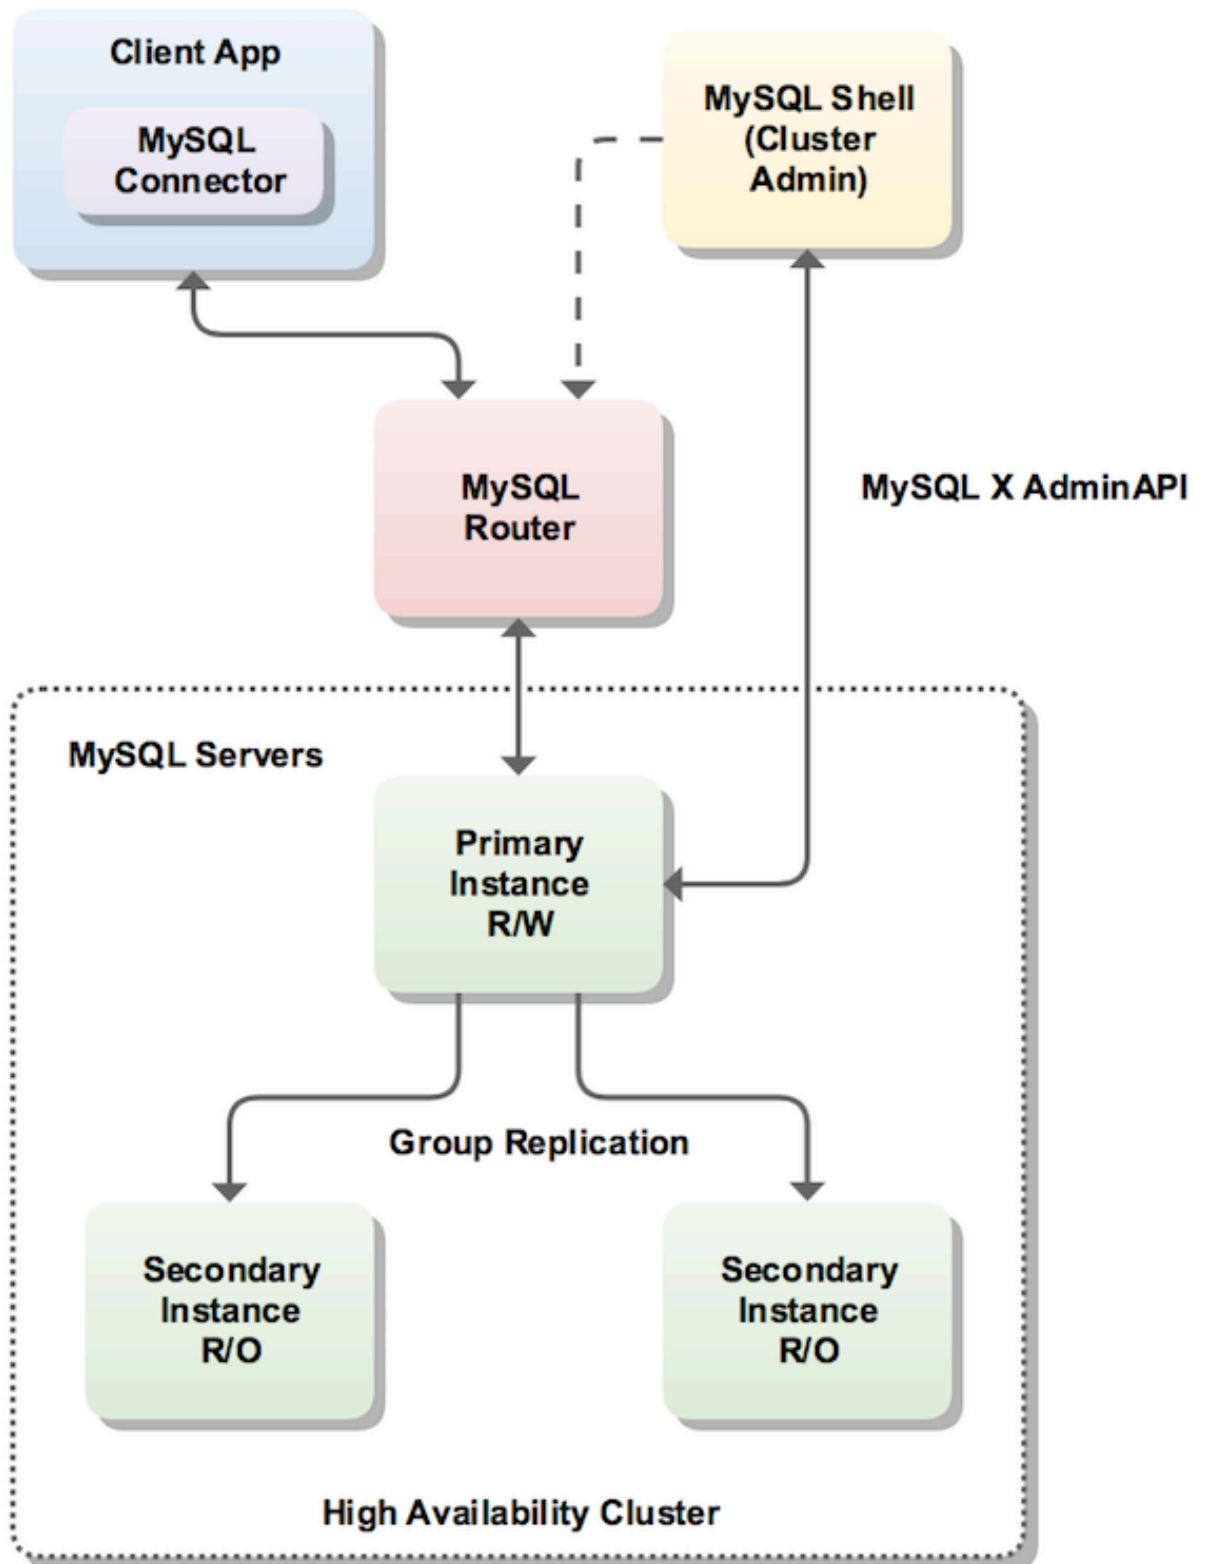 Client App
MySQL
Connector
MySQL Shell
(Cluster
Admin)
MySQL
Router
MySQL X AdminAPI
MySQL Servers
Primary
Instance
R/W
Group Replication
Secondary
Instance
R/O
Secondary
Instance
R/O
High Availability Cluster